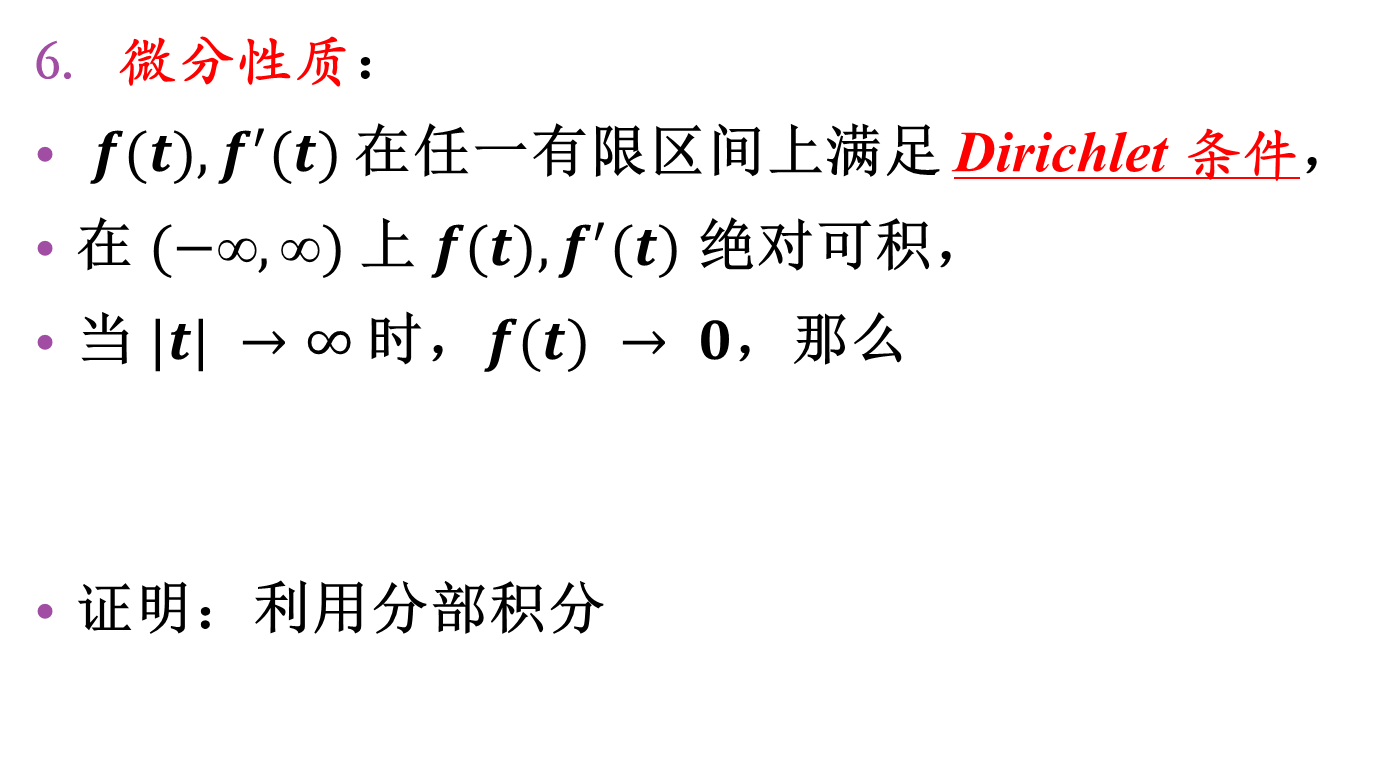 6. 微分性质：
• f(t), f′(t) 在任一有限区间上满足 Dirichlet 条件，
• 在 (−∞, ∞) 上 f(t), f′(t) 绝对可积，
• 当 |t| → ∞ 时，f(t) → 0，那么
• 证明：利用分部积分